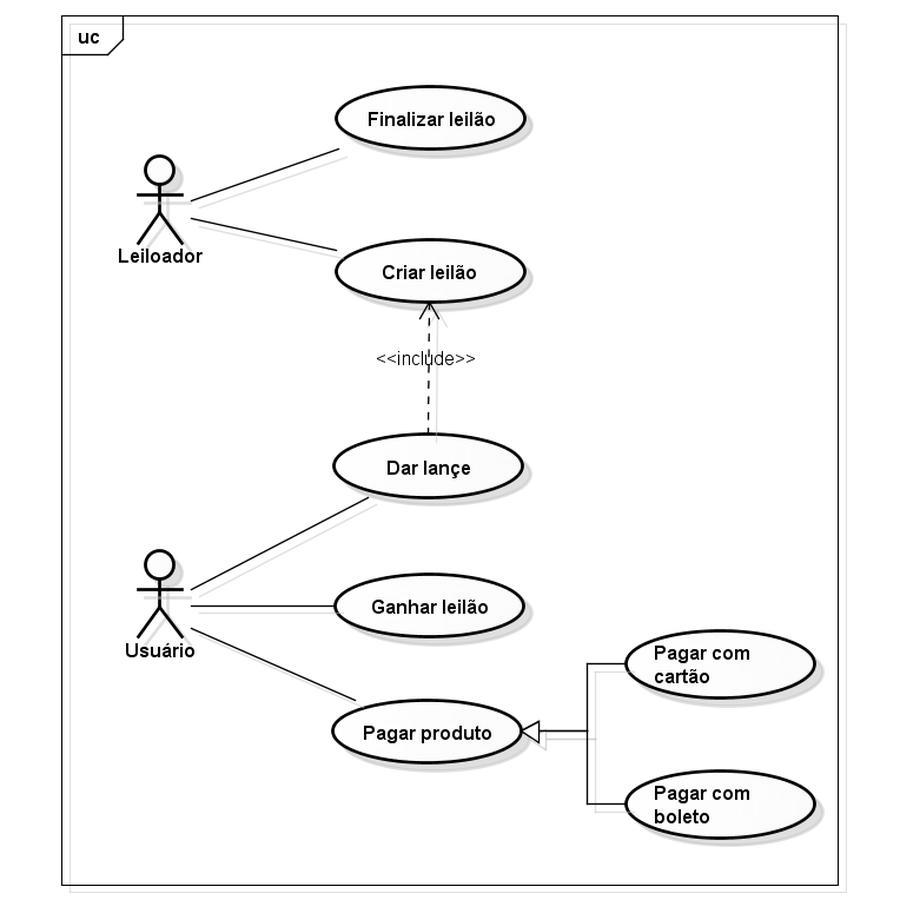 uc
Finalizar leilão
Leiloador
Criar leilão
<<include>>
Dar lançe
Ganhar leilão
Usuário
Pagar com
cartão
Pagar produto
Pagar com
boleto